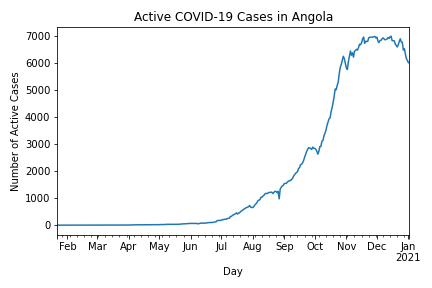 Active COVID-19 Cases in Angola
Number of Active Cases
7000
6000
5000
4000
3000
2000
1000
0
Feb Mar Apr May Jun Jul Aug Sep Oct Nov Dec Jan
2021
Day